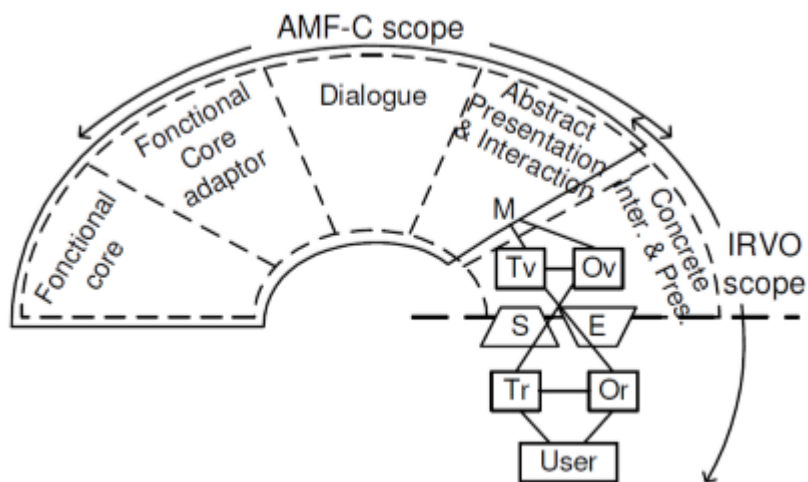 AMF-C scope
Fonctional
core
Fonctional
Core
adaptor
Dialogue
Abstract
Presentation
& Interaction
Concrete
Inter. & Pres.
IRVO
scope
M
Tv
Ov
S
E
Tr
Or
User